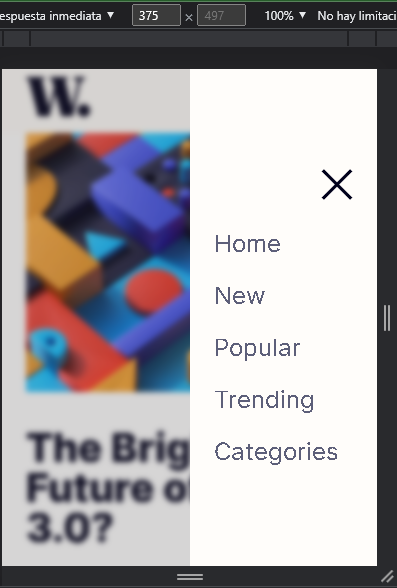 espuesta inmediata ▼ 375 × 497 100% ▼ No hay limitaci
W.
Home
New
Popular
Trending
Categories
The Brig
Future o
3.0?